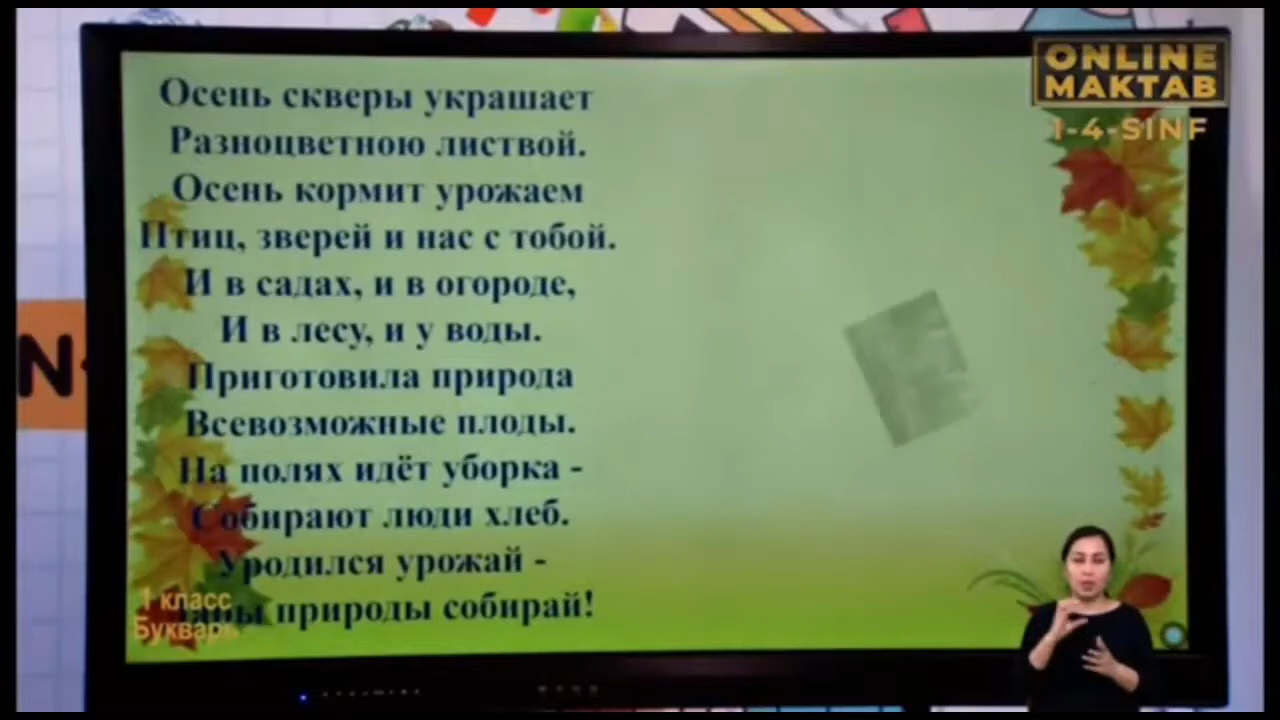 ONLINE
MAKTAB
1-4-SINF
Осень скверы украшает
Разноцветною листвой.
Осень кормит урожаем
Птиц, зверей и нас с тобой.
И в садах, и в огороде,
И в лесу, и у воды.
Приготовила природа
Всевозможные плоды.
На полях идёт уборка -
Собирают люди хлеб.
Уродился урожай -
природы собирай!
1 класс
Букварь
N